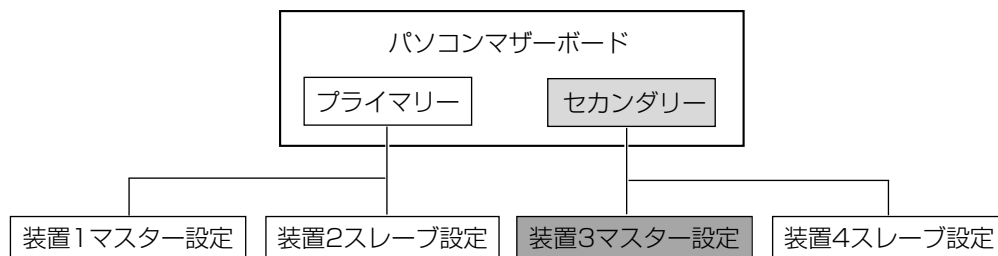 パソコンマザーボード
プライマリー
セカンダリー
装置1マスター設定
装置2スレーブ設定
装置3マスター設定
装置4スレーブ設定